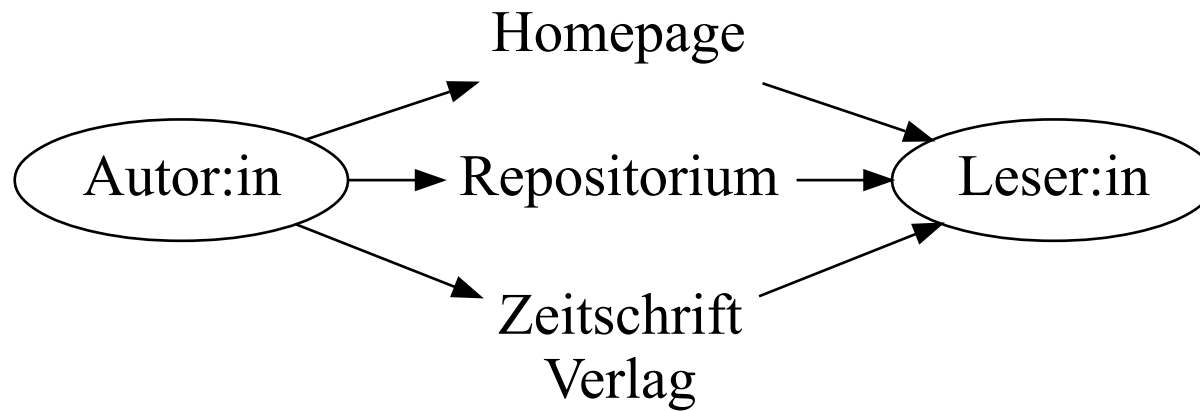 Homepage
Autor:in
Repositorium
Leser:in
Zeitschrift
Verlag